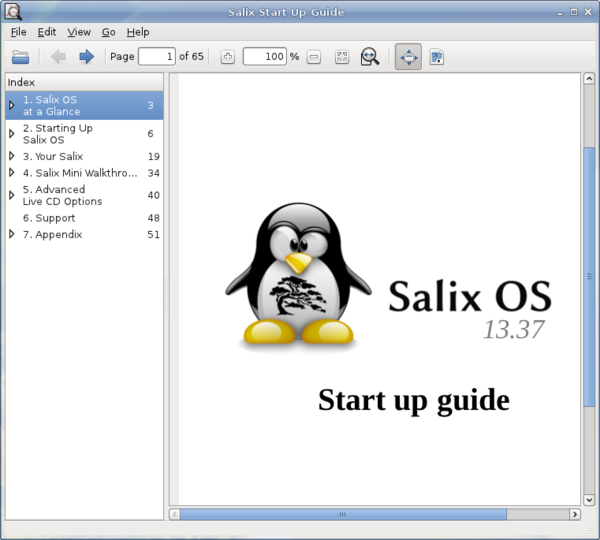 Salix Start Up Guide
File Edit View Go Help
Page 1 of 65 100 %
Index
1. Salix OS
at a Glance 3
2. Starting Up
Salix OS 6
3. Your Salix 19
4. Salix Mini Walkthro... 34
5. Advanced
Live CD Options 40
6. Support 48
7. Appendix 51
Salix OS
13.37
Start up guide